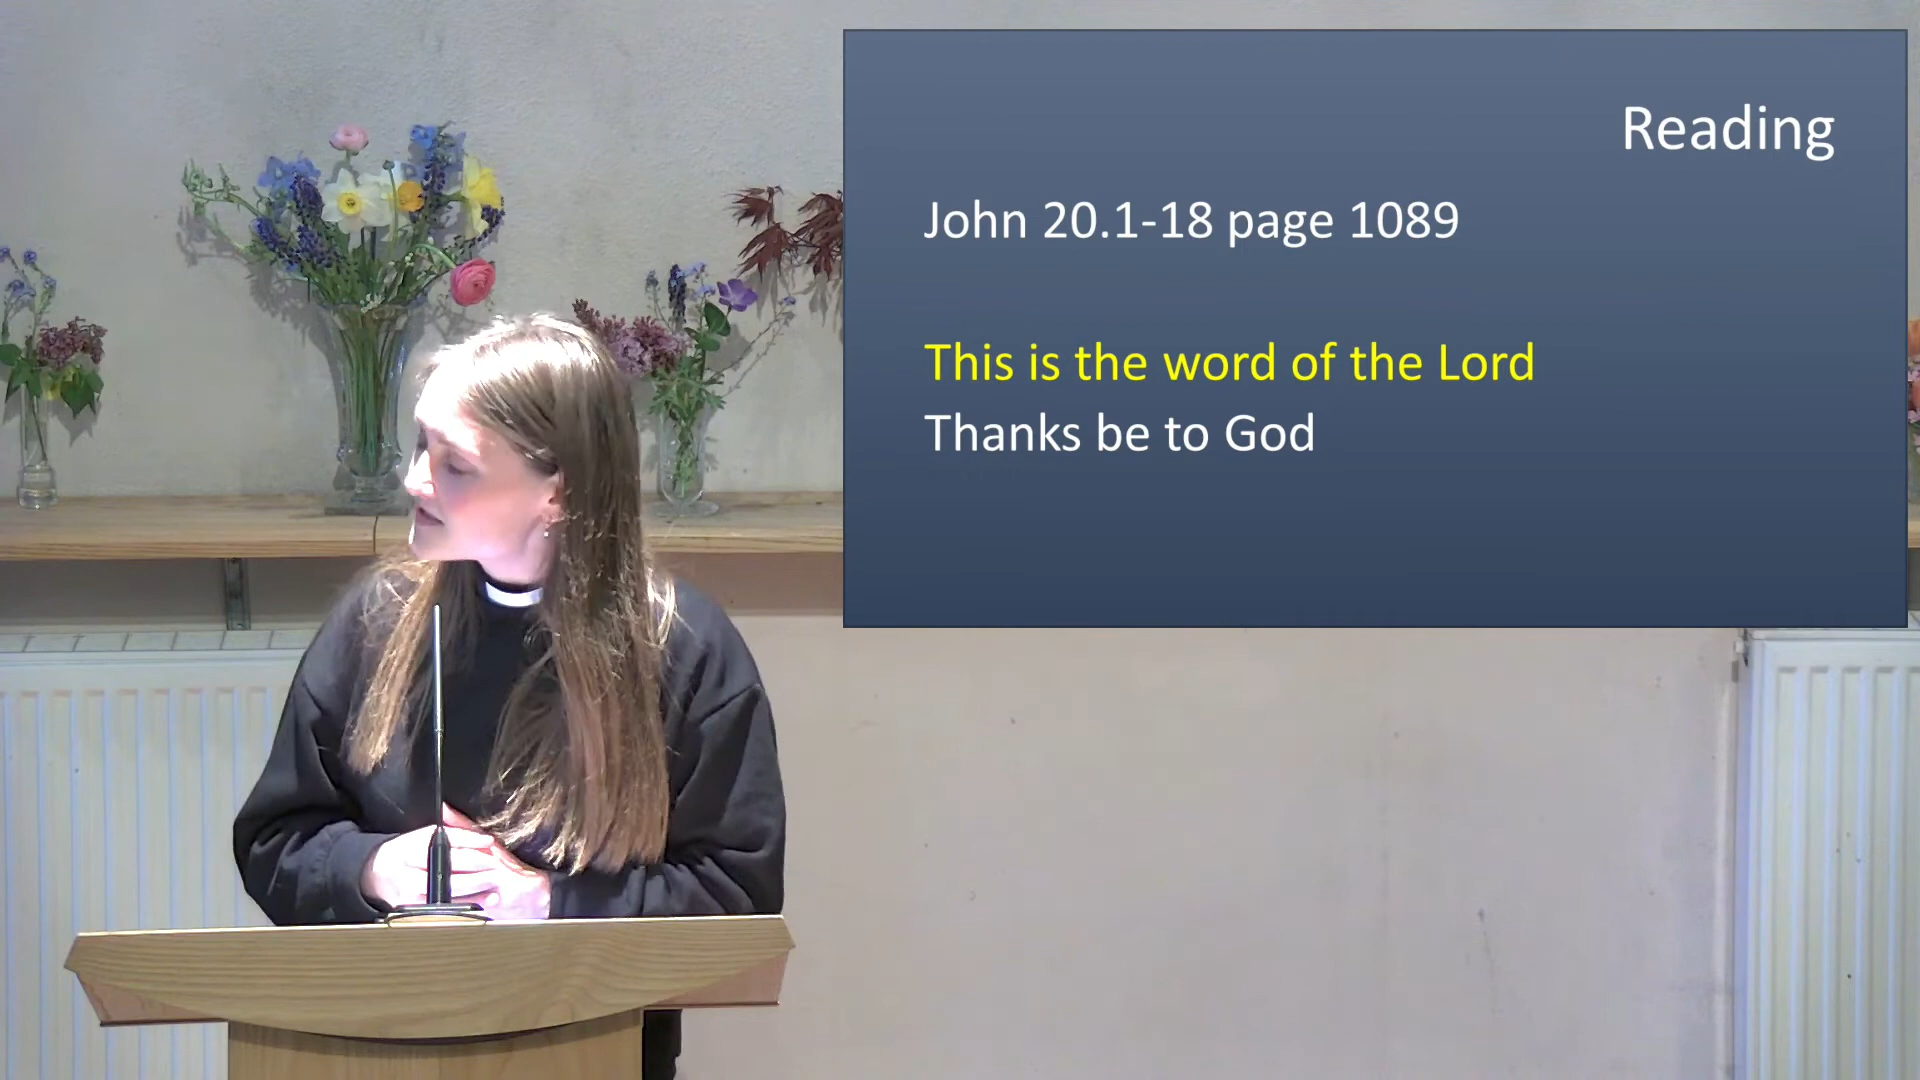 Reading
John 20.1-18 page 1089
This is the word of the Lord
Thanks be to God